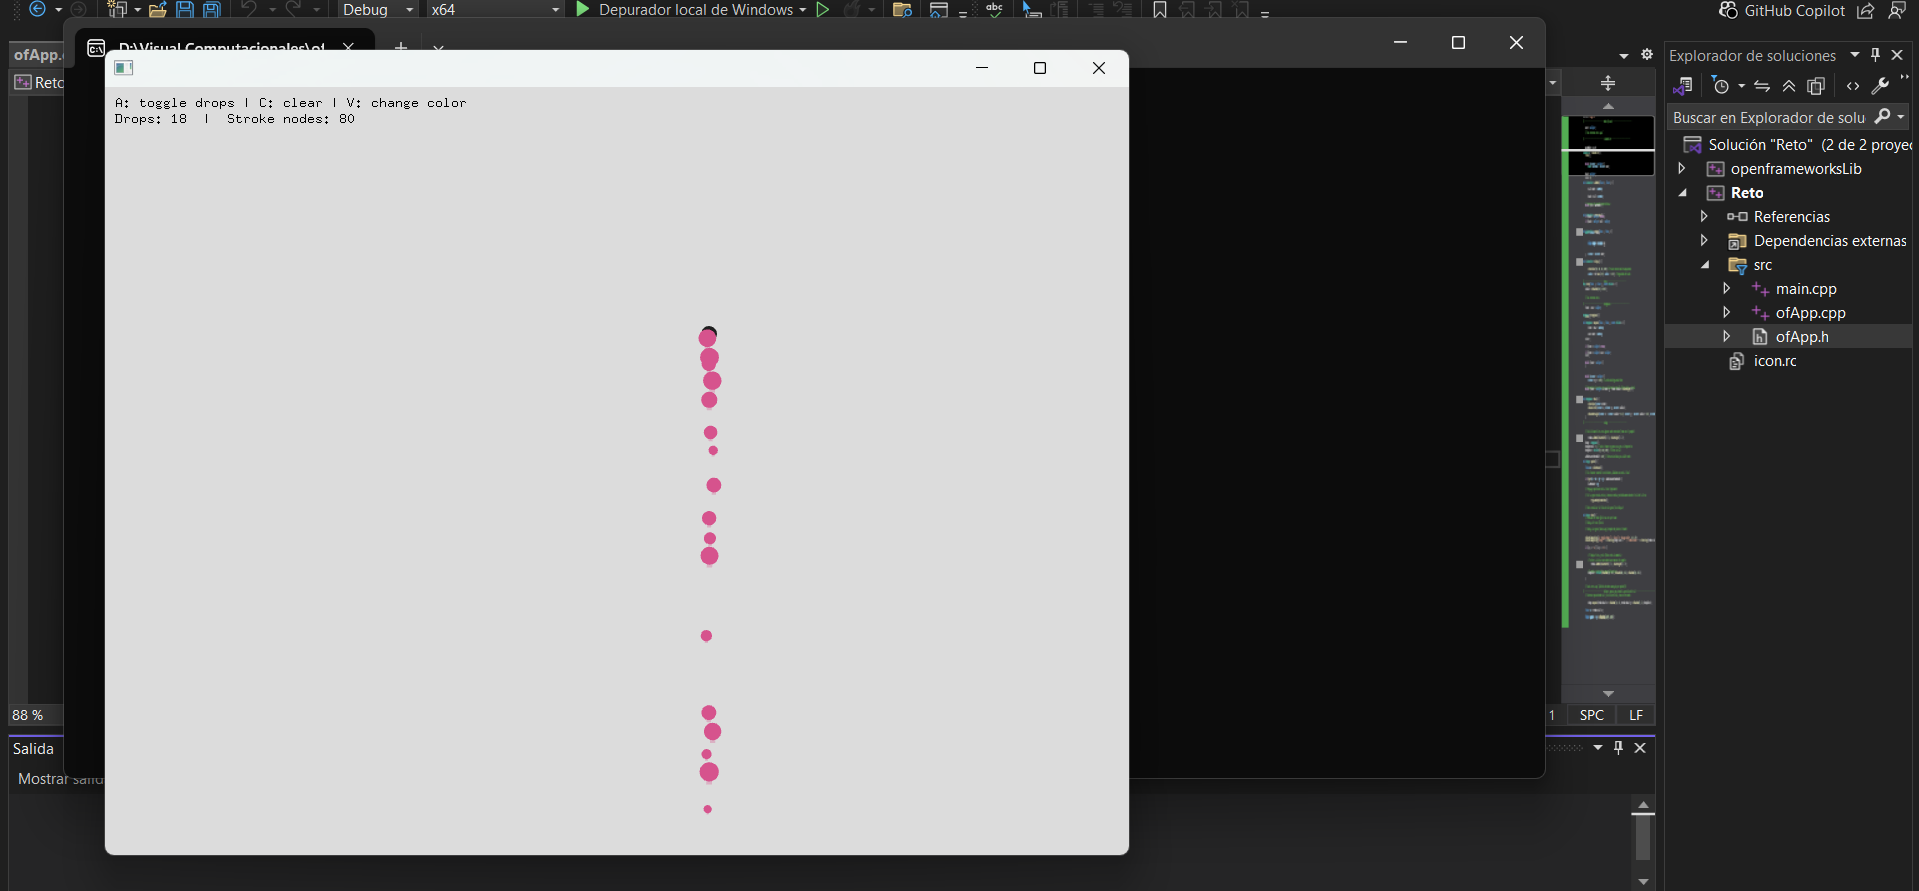 Debug
x64
Depurador local de Windows
GitHub Copilot
ofApp.
D:\Visual Computacionales\of
Explorador de soluciones
Reto
A: toggle drops | C: clear | V: change color
Drops: 18 | Stroke nodes: 80
Buscar en Explorador de solu
Solución "Reto" (2 de 2 proyec
openframeworksLib
Reto
Referencias
Dependencias externas
src
main.cpp
ofApp.cpp
ofApp.h
icon.rc
88 %
1
SPC
LF
Salida
Mostrar salid